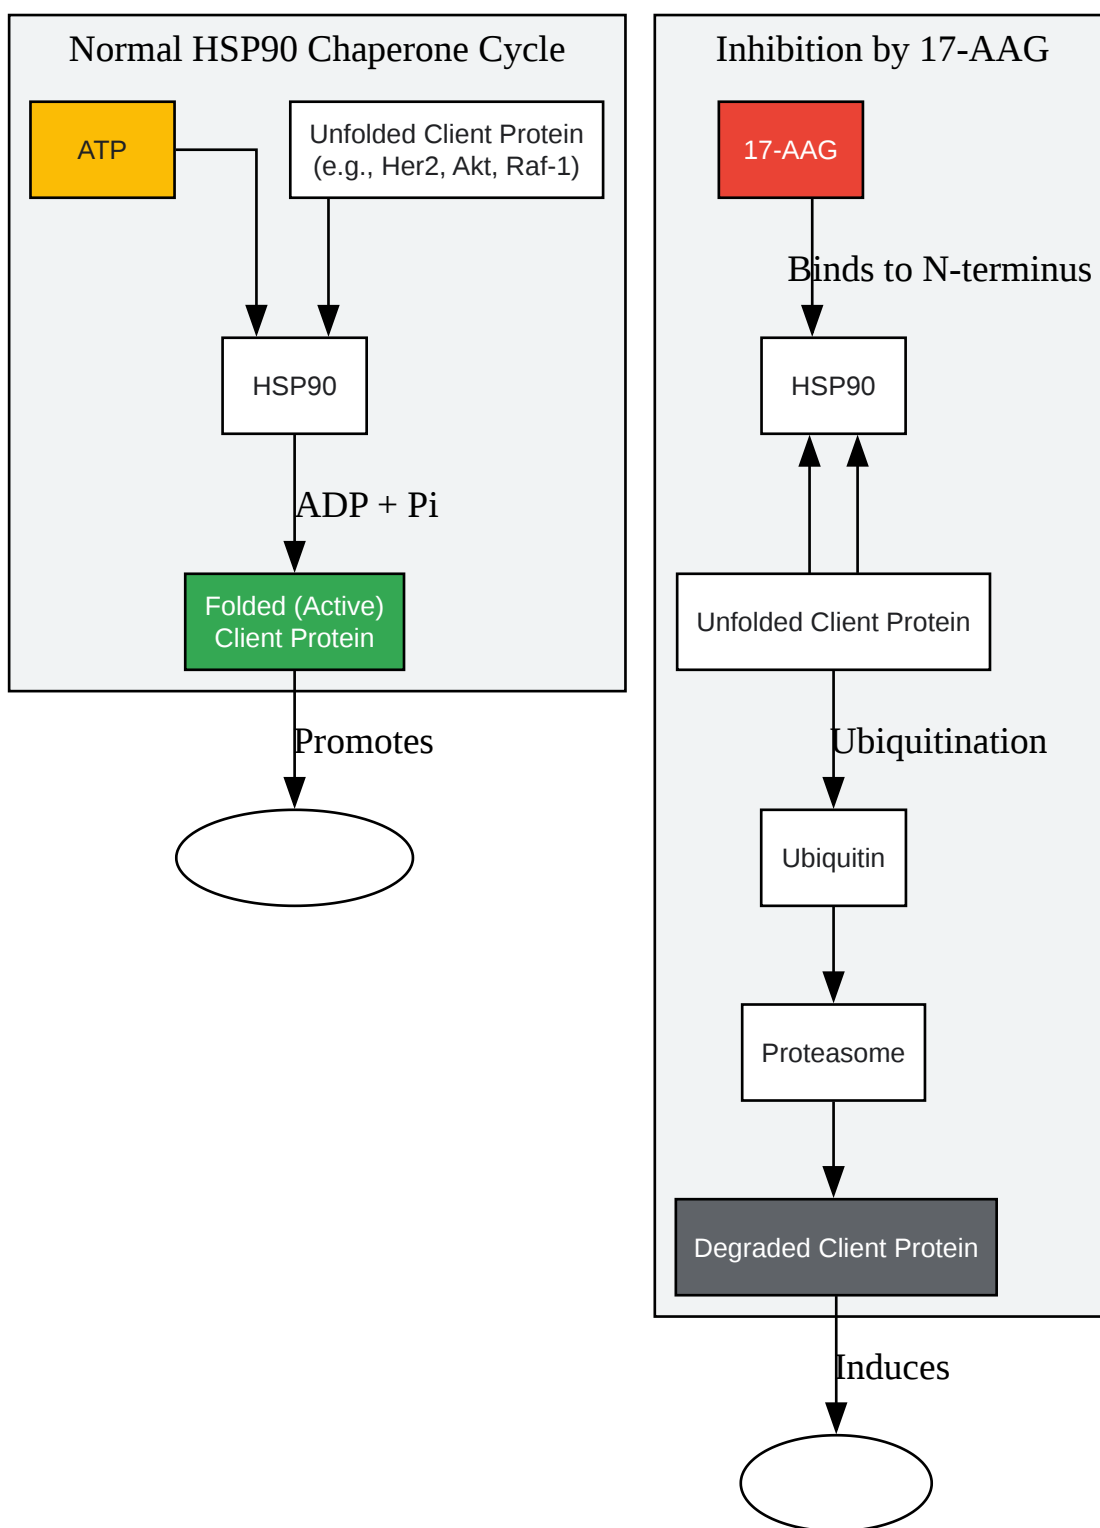 Normal HSP90 Chaperone Cycle
ATP
Unfolded Client Protein
(e.g., Her2, Akt, Raf-1)
HSP90
ADP + Pi
Folded (Active)
Client Protein
Promotes
Inhibition by 17-AAG
17-AAG
Binds to N-terminus
HSP90
Unfolded Client Protein
Ubiquitination
Ubiquitin
Proteasome
Degraded Client Protein
Induces